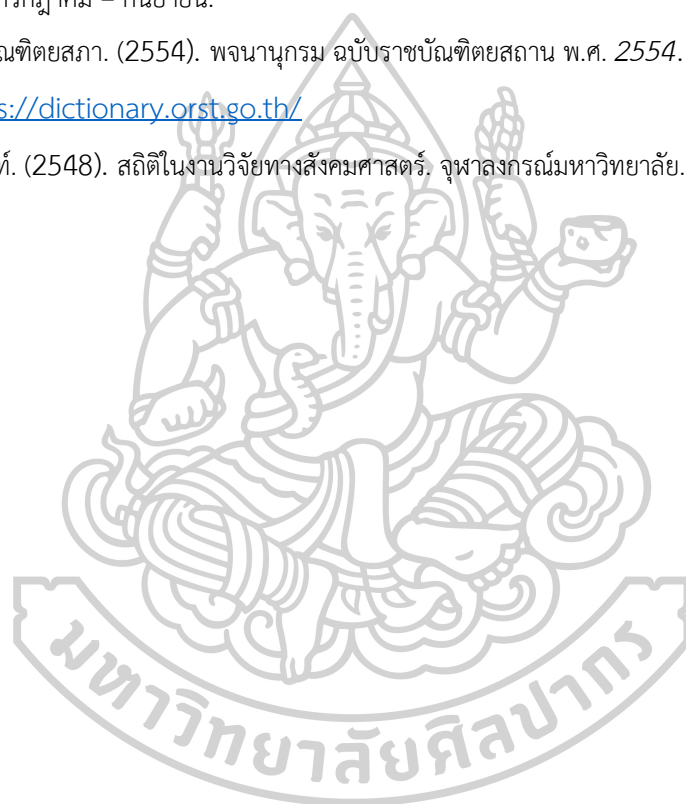 – กันยายน.
ณฑิตยสภา. (2554). พจนานุกรม ฉบับราชบัณฑิตยสถาน พ.ศ. 2554.
s://dictionary.orst.go.th/
ท์. (2548). สถิติในงานวิจัยทางสังคมศาสตร์. จุฬาลงกรณ์มหาวิทยาลัย.
มหาวิทยาลัยศิลปากร